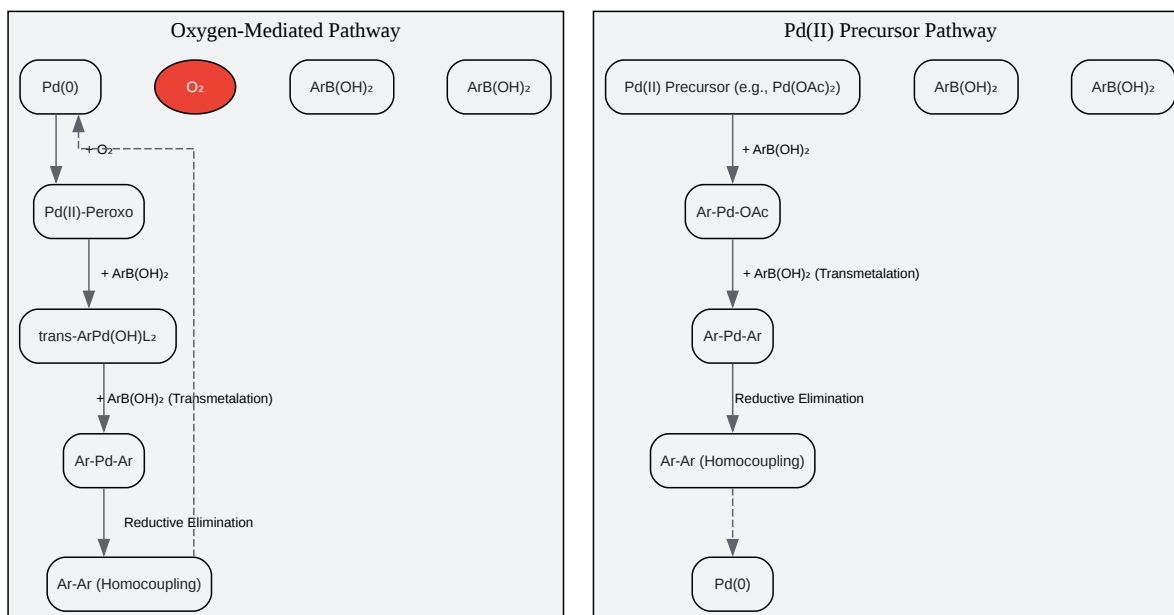 Oxygen-Mediated Pathway
Pd(0)
O₂
ArB(OH)₂
ArB(OH)₂
+ O₂
Pd(II)-Peroxo
+ ArB(OH)₂
trans-ArPd(OH)L₂
+ ArB(OH)₂ (Transmetalation)
Ar-Pd-Ar
Reductive Elimination
Ar-Ar (Homocoupling)
Pd(II) Precursor Pathway
Pd(II) Precursor (e.g., Pd(OAc)₂)
ArB(OH)₂
ArB(OH)₂
+ ArB(OH)₂
Ar-Pd-OAc
+ ArB(OH)₂ (Transmetalation)
Ar-Pd-Ar
Reductive Elimination
Ar-Ar (Homocoupling)
Pd(0)